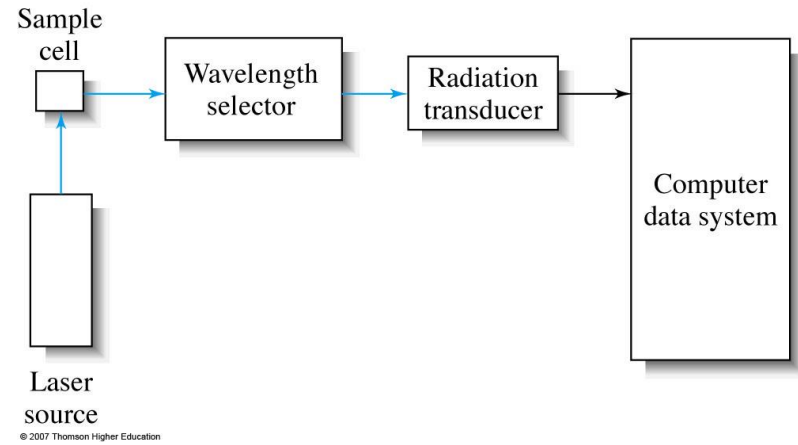 Sample
cell
Wavelength
selector
Radiation
transducer
Computer
data system
Laser
source
© 2007 Thomson Higher Education